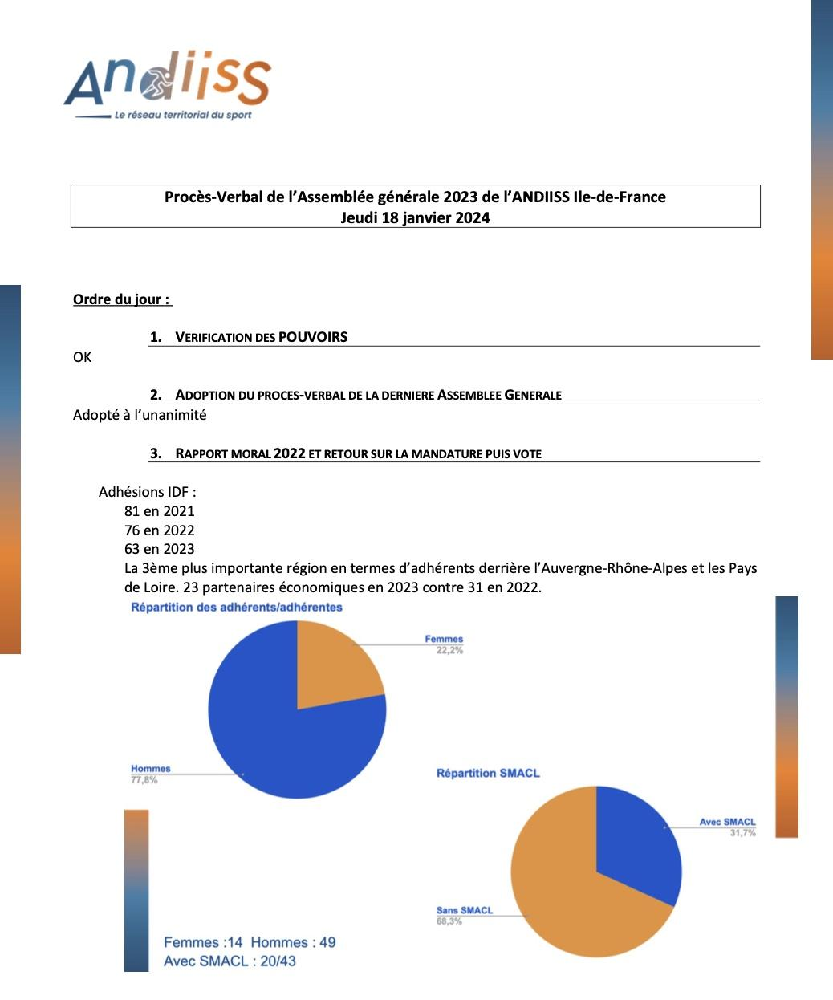 Andiiss
Le réseau territorial du sport
Procès-Verbal de l’Assemblée générale 2023 de l’ANDIISS Ile-de-France
Jeudi 18 janvier 2024
Ordre du jour :
1. VERIFICATION DES POUVOIRS
OK
2. ADOPTION DU PROCES-VERBAL DE LA DERNIERE ASSEMBLEE GENERALE
Adopté à l’unanimité
3. RAPPORT MORAL 2022 ET RETOUR SUR LA MANDATURE PUIS VOTE
Adhésions IDF :
81 en 2021
76 en 2022
63 en 2023
La 3ème plus importante région en termes d’adhérents derrière l’Auvergne-Rhône-Alpes et les Pays
de Loire. 23 partenaires économiques en 2023 contre 31 en 2022.
Répartition des adhérents/adhérentes
Femmes
22,2%
Hommes
77,8%
Répartition SMACL
Avec SMACL
31,7%
Sans SMACL
68,3%
Femmes :14 Hommes : 49
Avec SMACL : 20/43